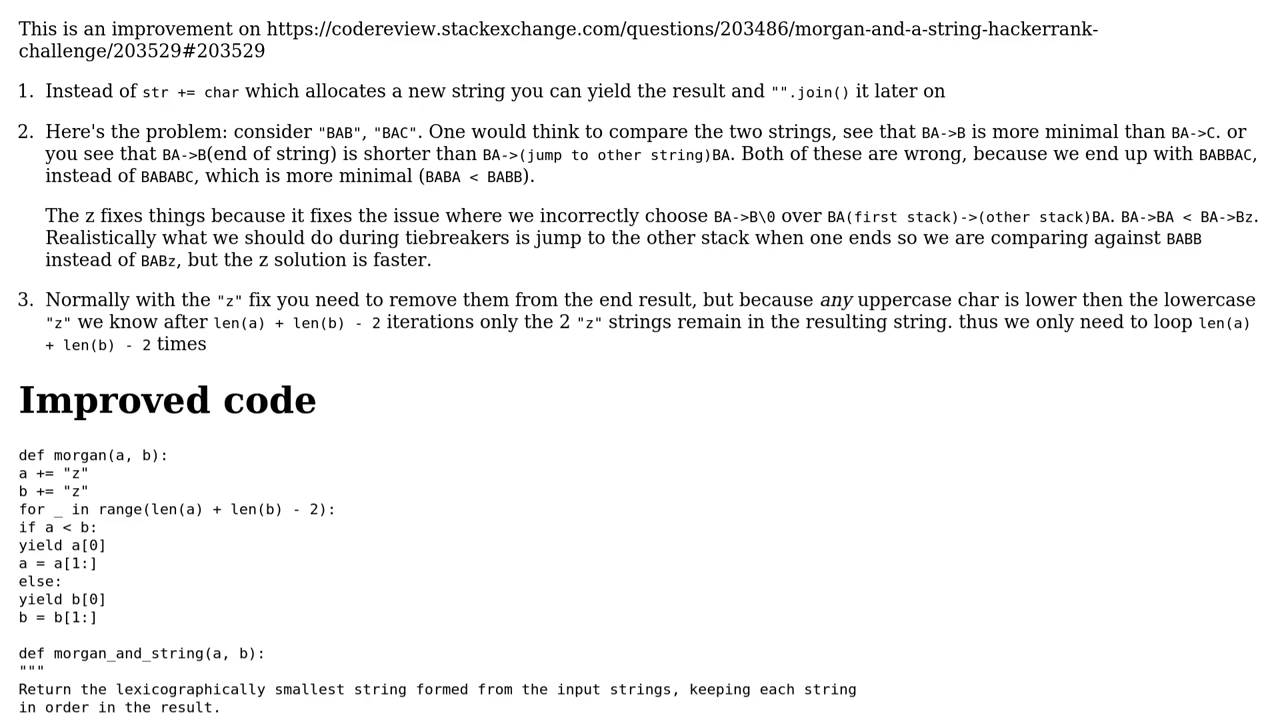 This is an improvement on https://codereview.stackexchange.com/questions/203486/morgan-and-a-string-hackerrank-
challenge/203529#203529
1. Instead of str += char which allocates a new string you can yield the result and "".join() it later on
2. Here's the problem: consider "BAB", "BAC". One would think to compare the two strings, see that BA->B is more minimal than BA->C. or
you see that BA->B(end of string) is shorter than BA->(jump to other string)BA. Both of these are wrong, because we end up with BABBAC,
instead of BABABC, which is more minimal (BABA < BABB).
The z fixes things because it fixes the issue where we incorrectly choose BA->B\0 over BA(first stack)->(other stack)BA. BA->BA < BA->Bz.
Realistically what we should do during tiebreakers is jump to the other stack when one ends so we are comparing against BABB
instead of BABz, but the z solution is faster.
3. Normally with the "z" fix you need to remove them from the end result, but because any uppercase char is lower then the lowercase
"z" we know after len(a) + len(b) - 2 iterations only the 2 "z" strings remain in the resulting string. thus we only need to loop len(a)
+ len(b) - 2 times
Improved code
def morgan(a, b):
a += "z"
b += "z"
for _ in range(len(a) + len(b) - 2):
if a < b:
yield a[0]
a = a[1:]
else:
yield b[0]
b = b[1:]
def morgan_and_string(a, b):
"""
Return the lexicographically smallest string formed from the input strings, keeping each string
in order in the result.